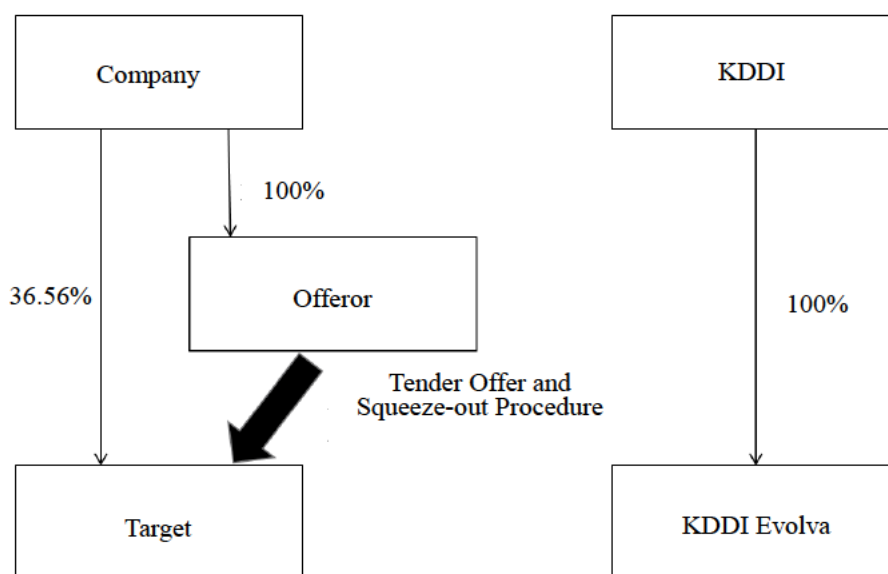 Company
KDDI
100%
Offeror
36.56%
100%
Tender Offer and
Squeeze-out Procedure
Target
KDDI Evolva